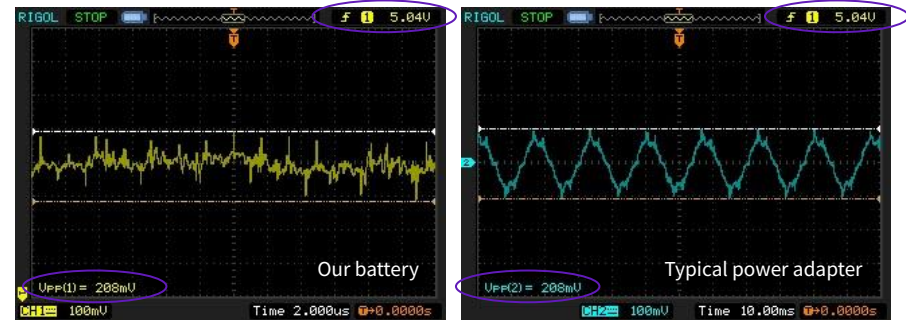 RIGOL STOP T f 1 5.04V
T
Our battery
VPP(1)= 208mV
CH1 100mV Time 2.000us T→0.0000s
RIGOL STOP T f 1 5.04V
T
2
Typical power adapter
VPP(2)= 208mV
CH2 100mV Time 10.00ms T→0.0000s